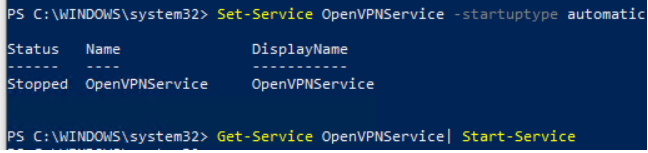 PS C:\WINDOWS\system32> Set-Service OpenVPNService -startuptype automatic
Status   Name               DisplayName
------   ----               -----------
Stopped  OpenVPNService     OpenVPNService
PS C:\WINDOWS\system32> Get-Service OpenVPNService| Start-Service